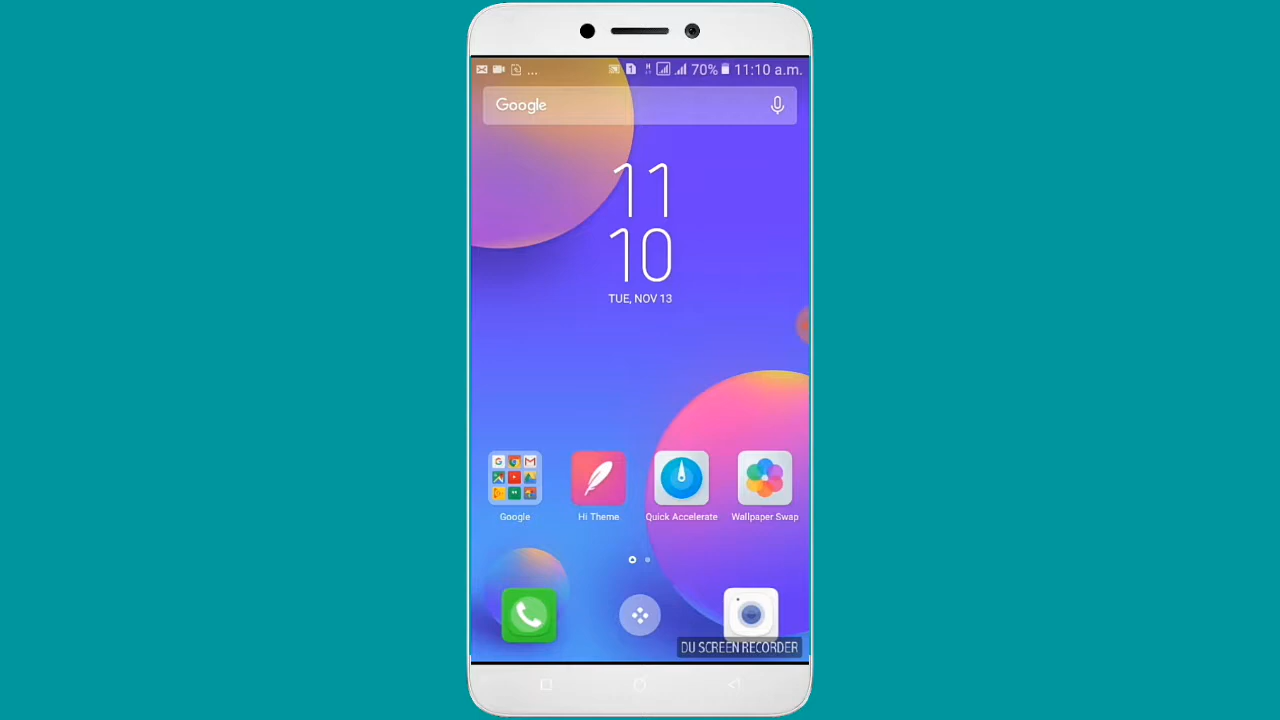 ... 1 H 70% 11:10 a.m.
Google
11
10
TUE, NOV 13
Google
Hi Theme
Quick Accelerate
Wallpaper Swap
DU SCREEN RECORDER